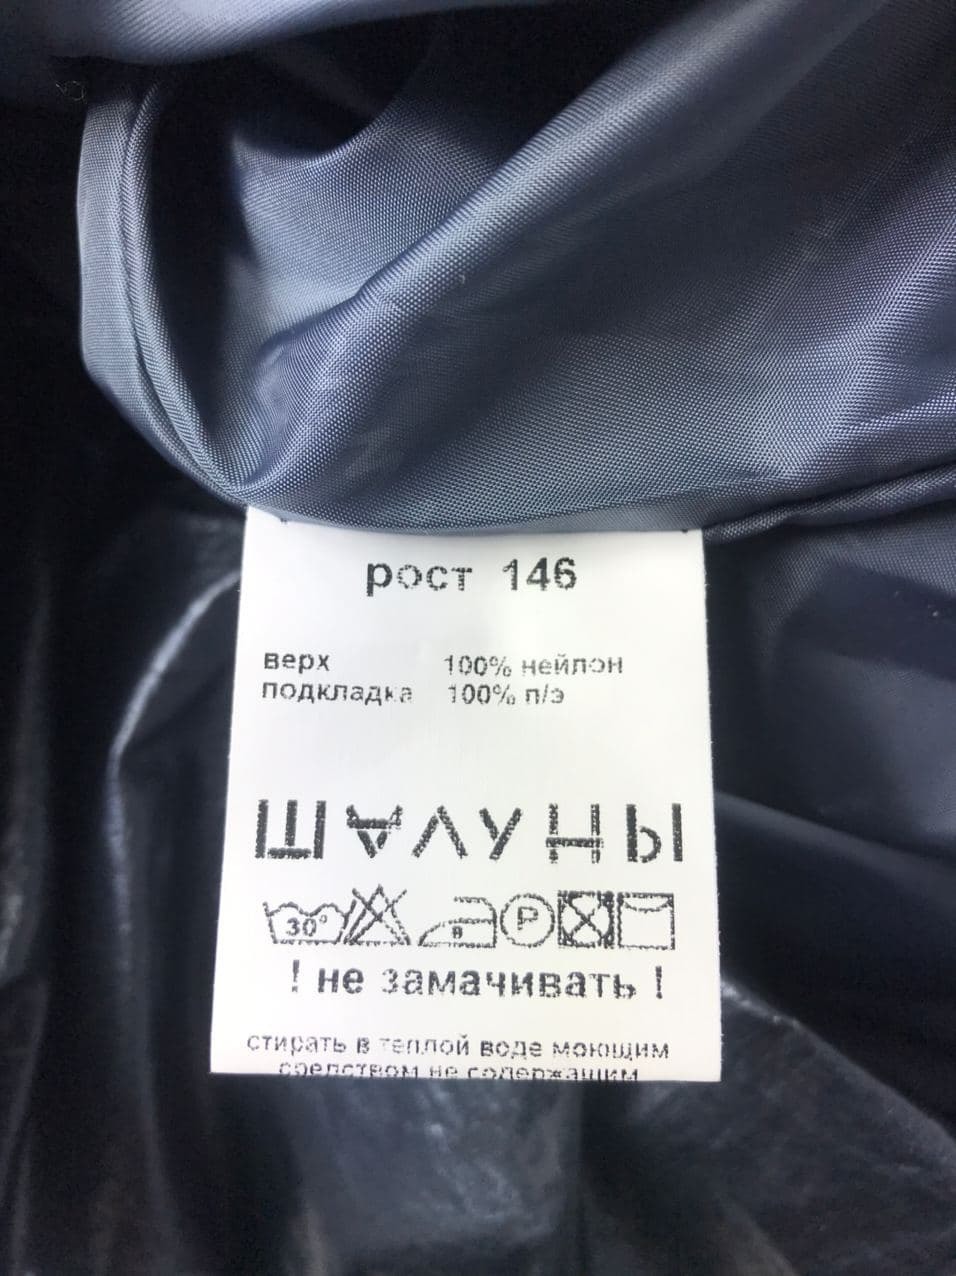 рост 146
верх 100% нейлон
подкладка 100% п/э
ШАЛУНЫ
30° P
! не замачивать !
стирать в теплой воде моющим
средством не содержащим